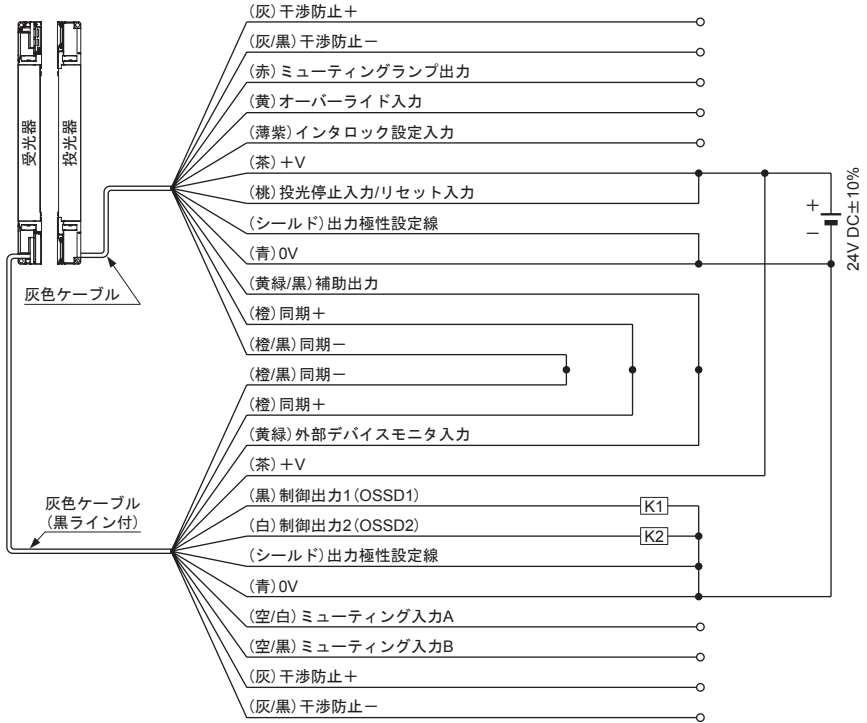 受光器
投光器
灰色ケーブル
灰色ケーブル
(黒ライン付)
(灰)干渉防止+
(灰/黒)干渉防止−
(赤)ミューティングランプ出力
(黄)オーバーライド入力
(薄紫)インタロック設定入力
(茶)+V
(桃)投光停止入力/リセット入力
(シールド)出力極性設定線
(青)0V
(黄緑/黒)補助出力
(橙)同期+
(橙/黒)同期−
(橙/黒)同期−
(橙)同期+
(黄緑)外部デバイスモニタ入力
(茶)+V
(黒)制御出力1(OSSD1)
K1
(白)制御出力2(OSSD2)
K2
(シールド)出力極性設定線
(青)0V
(空/白)ミューティング入力A
(空/黒)ミューティング入力B
(灰)干渉防止+
(灰/黒)干渉防止−
+
−
24V DC±10%